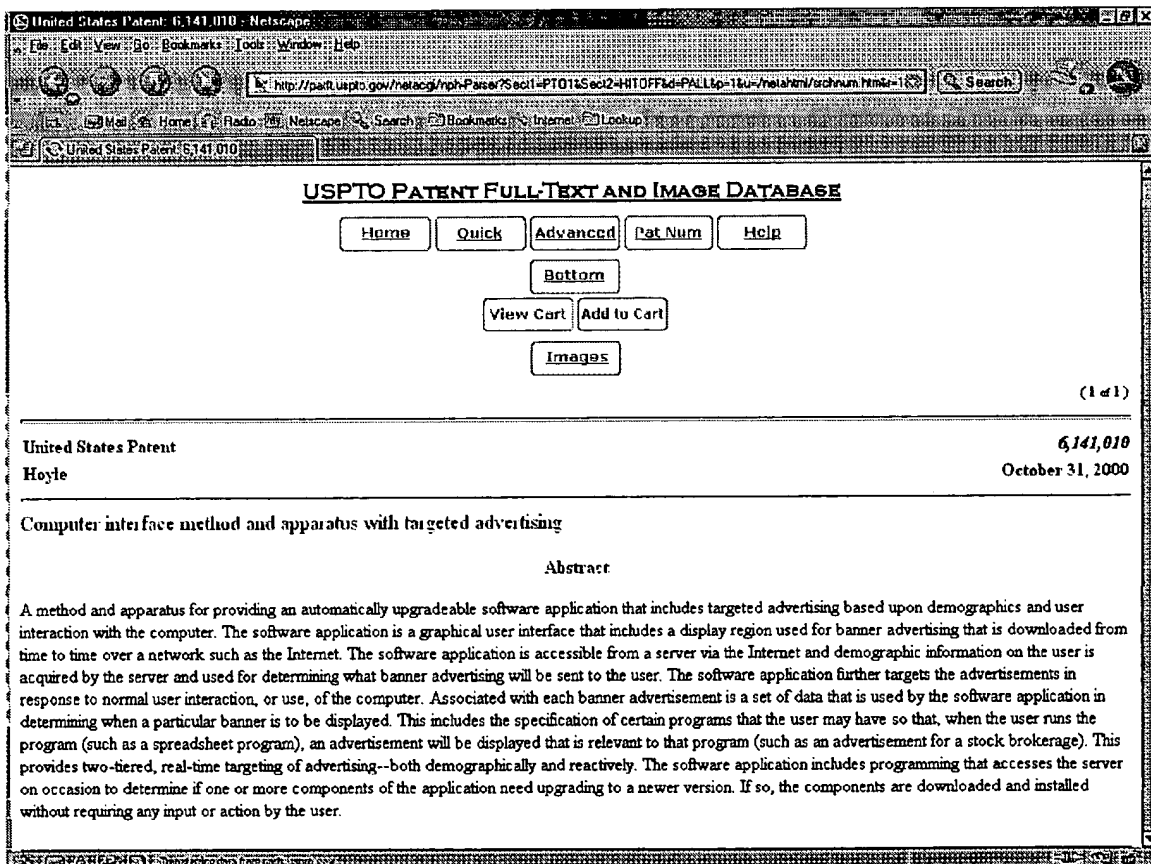 United States Patent: 6,141,010 - Netscape
File Edit View Go Bookmarks Tools Window Help
http://patft.uspto.gov/netacgi/nph-Parser?Sect1=PTO1&Sect2=HITOFF&d=PALL&p=1&u=/netahtml/srchnum.htm&r=1 Search
Mail Home Radio Netscape Search Bookmarks Internet Lookup
United States Patent: 6,141,010
USPTO PATENT FULL-TEXT AND IMAGE DATABASE
Home Quick Advanced Pat Num Help
Bottom
View Cart Add to Cart
Images
(1 of 1)
United States Patent 6,141,010
Hoyle October 31, 2000
Computer interface method and apparatus with targeted advertising
Abstract
A method and apparatus for providing an automatically upgradeable software application that includes targeted advertising based upon demographics and user
interaction with the computer. The software application is a graphical user interface that includes a display region used for banner advertising that is downloaded from
time to time over a network such as the Internet. The software application is accessible from a server via the Internet and demographic information on the user is
acquired by the server and used for determining what banner advertising will be sent to the user. The software application further targets the advertisements in
response to normal user interaction, or use, of the computer. Associated with each banner advertisement is a set of data that is used by the software application in
determining when a particular banner is to be displayed. This includes the specification of certain programs that the user may have so that, when the user runs the
program (such as a spreadsheet program), an advertisement will be displayed that is relevant to that program (such as an advertisement for a stock brokerage). This
provides two-tiered, real-time targeting of advertising--both demographically and reactively. The software application includes programming that accesses the server
on occasion to determine if one or more components of the application need upgrading to a newer version. If so, the components are downloaded and installed
without requiring any input or action by the user.